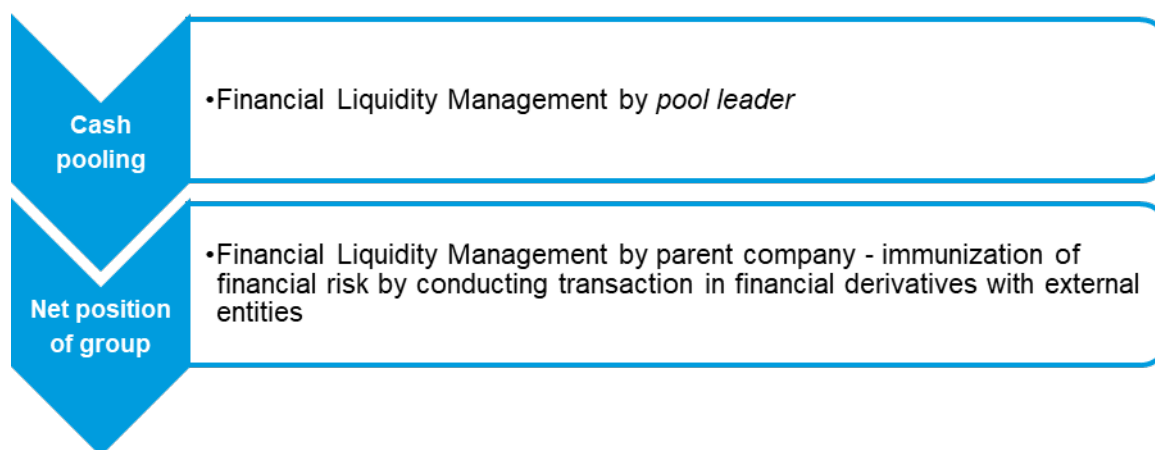 Cash
pooling
•Financial Liquidity Management by pool leader
Net position
of group
•Financial Liquidity Management by parent company - immunization of
financial risk by conducting transaction in financial derivatives with external
entities